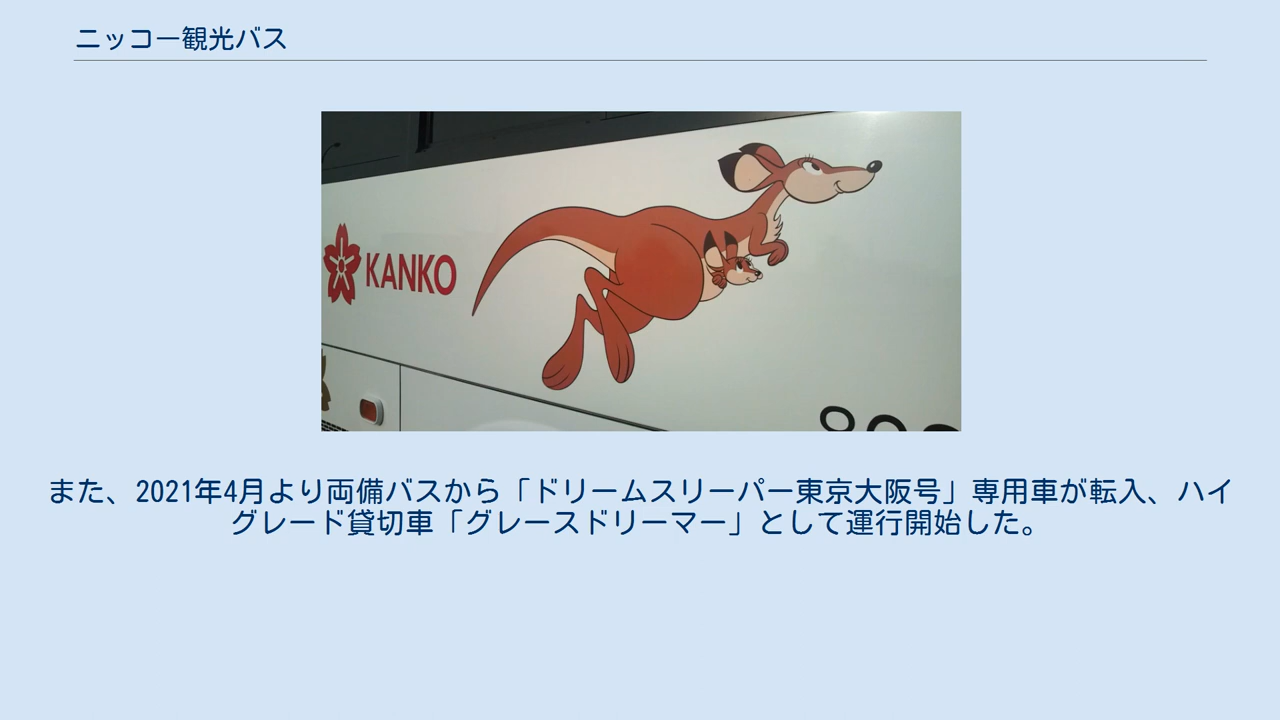 ニッコー観光バス
KANKO
また、2021年4月より両備バスから「ドリームスリーパー東京大阪号」専用車が転入、ハイ
グレード貸切車「グレースドリーマー」として運行開始した。